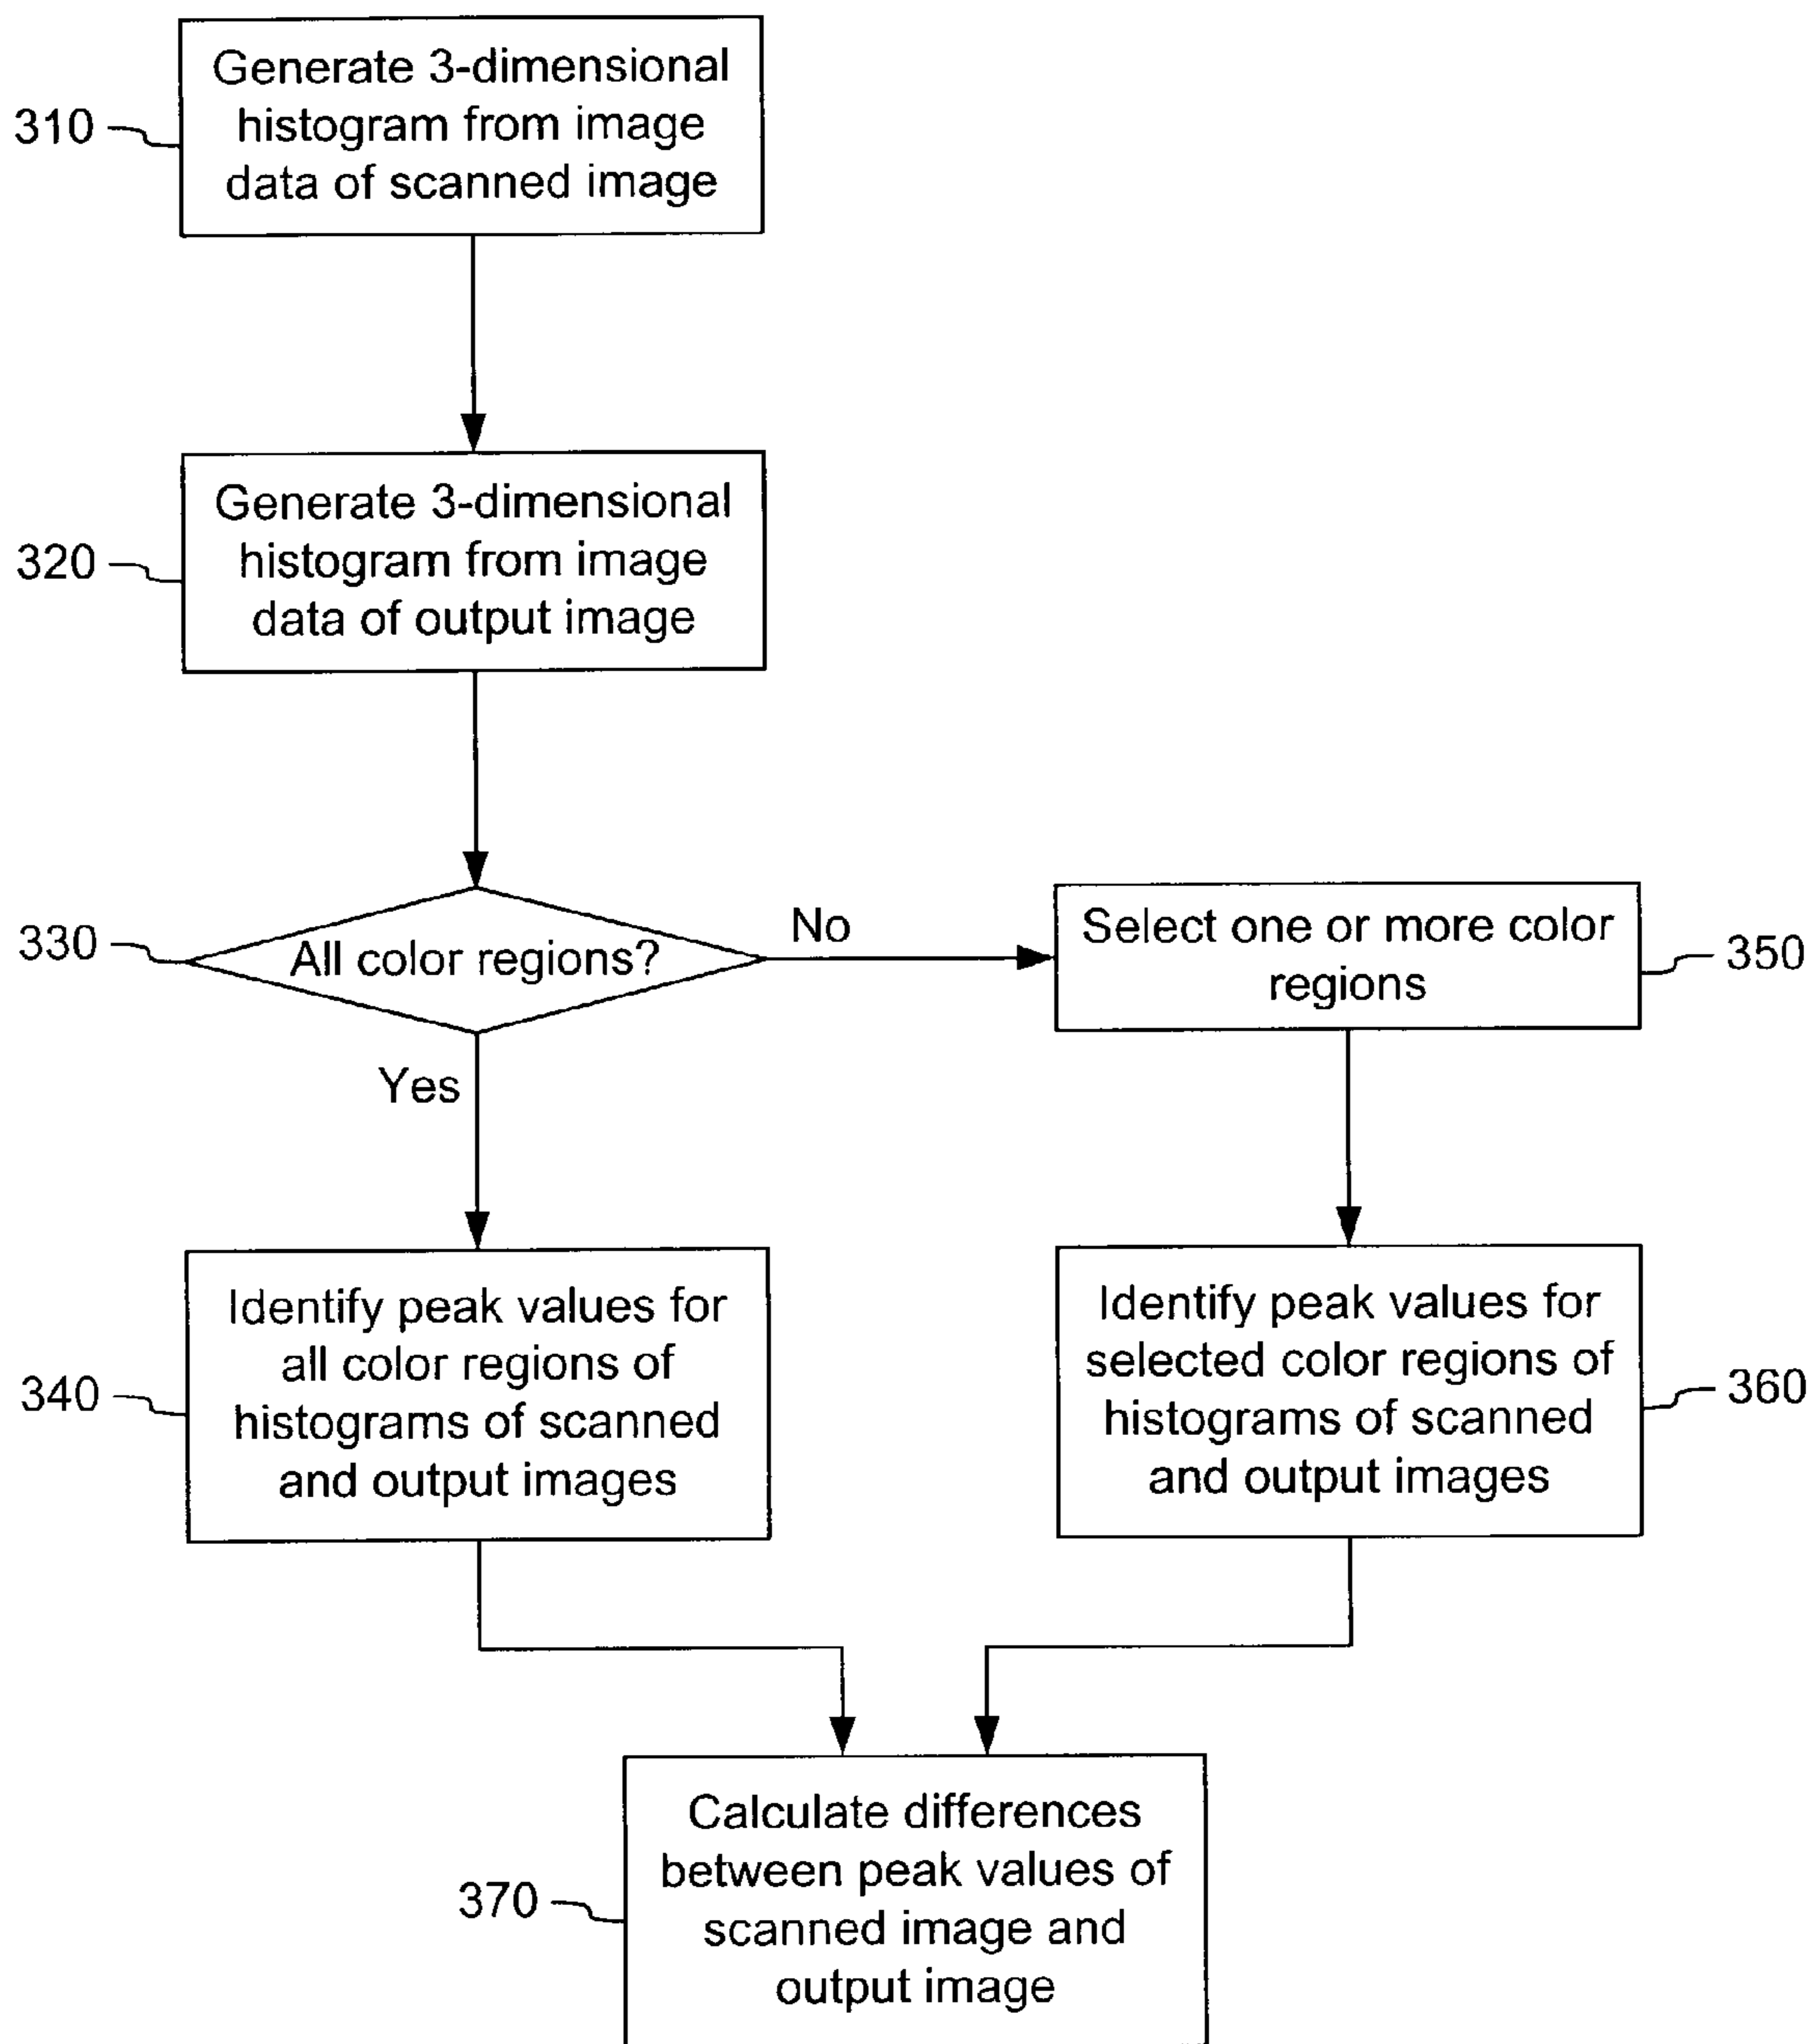 Generate 3-dimensional
histogram from image
data of scanned image
310
Generate 3-dimensional
histogram from image
data of output image
320
330
All color regions?
No
Yes
Select one or more color
regions
350
Identify peak values for
all color regions of
histograms of scanned
and output images
340
Identify peak values for
selected color regions of
histograms of scanned
and output images
360
Calculate differences
between peak values of
scanned image and
output image
370